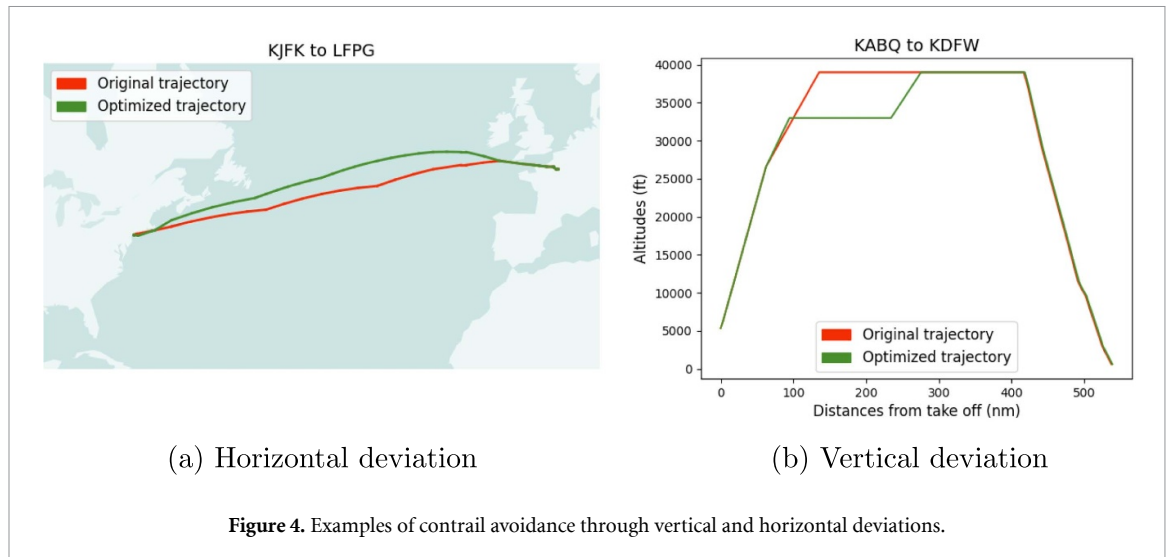 KJFK to LFPG
Original trajectory
Optimized trajectory
(a) Horizontal deviation
KABQ to KDFW
40000
35000
30000
25000
20000
15000
10000
5000
0
Altitudes (ft)
Original trajectory
Optimized trajectory
0 100 200 300 400 500
Distances from take off (nm)
(b) Vertical deviation
Figure 4. Examples of contrail avoidance through vertical and horizontal deviations.